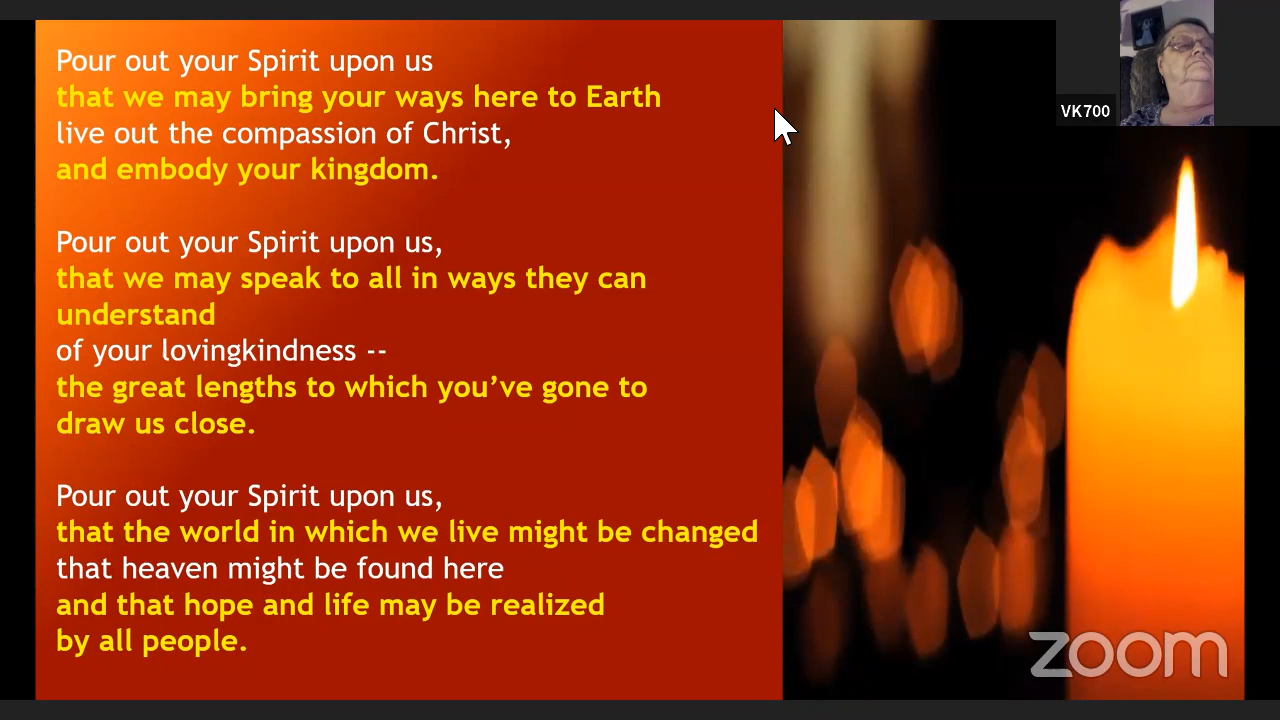 Pour out your Spirit upon us
that we may bring your ways here to Earth
live out the compassion of Christ,
and embody your kingdom.
Pour out your Spirit upon us,
that we may speak to all in ways they can
understand
of your lovingkindness --
the great lengths to which you’ve gone to
draw us close.
Pour out your Spirit upon us,
that the world in which we live might be changed
that heaven might be found here
and that hope and life may be realized
by all people.
VK700
zoom